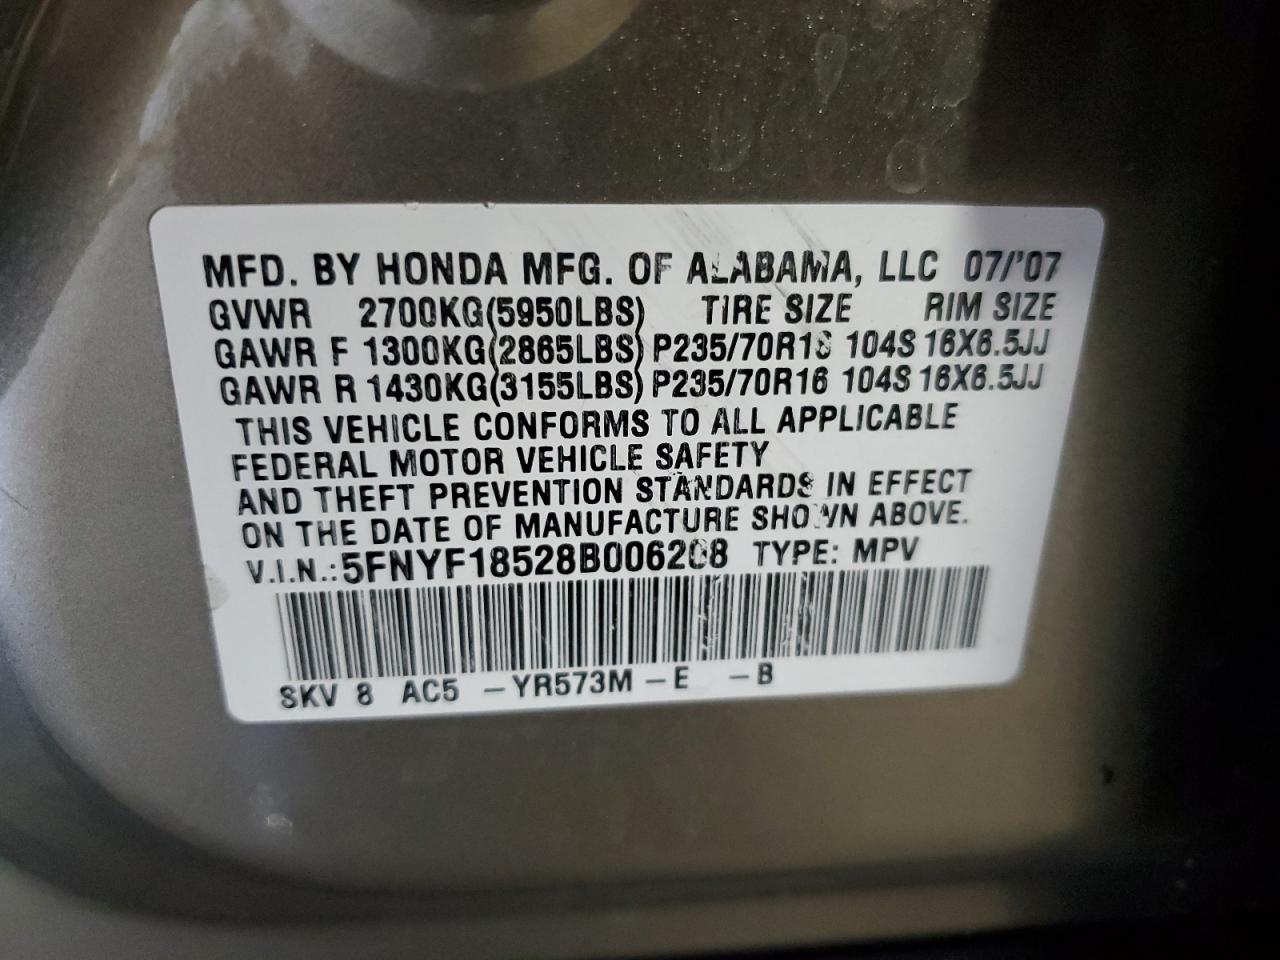 MFD. BY HONDA MFG. OF ALABAMA, LLC 07/'07
GVWR 2700KG(5950LBS) TIRE SIZE RIM SIZE
GAWR F 1300KG(2865LBS) P235/70R16 104S 16X6.5JJ
GAWR R 1430KG(3155LBS) P235/70R16 104S 16X6.5JJ
THIS VEHICLE CONFORMS TO ALL APPLICABLE
FEDERAL MOTOR VEHICLE SAFETY
AND THEFT PREVENTION STANDARDS IN EFFECT
ON THE DATE OF MANUFACTURE SHOWN ABOVE.
V.I.N.: 5FNYF18528B006208 TYPE: MPV
SKV 8 AC5 -YR573M -E -B